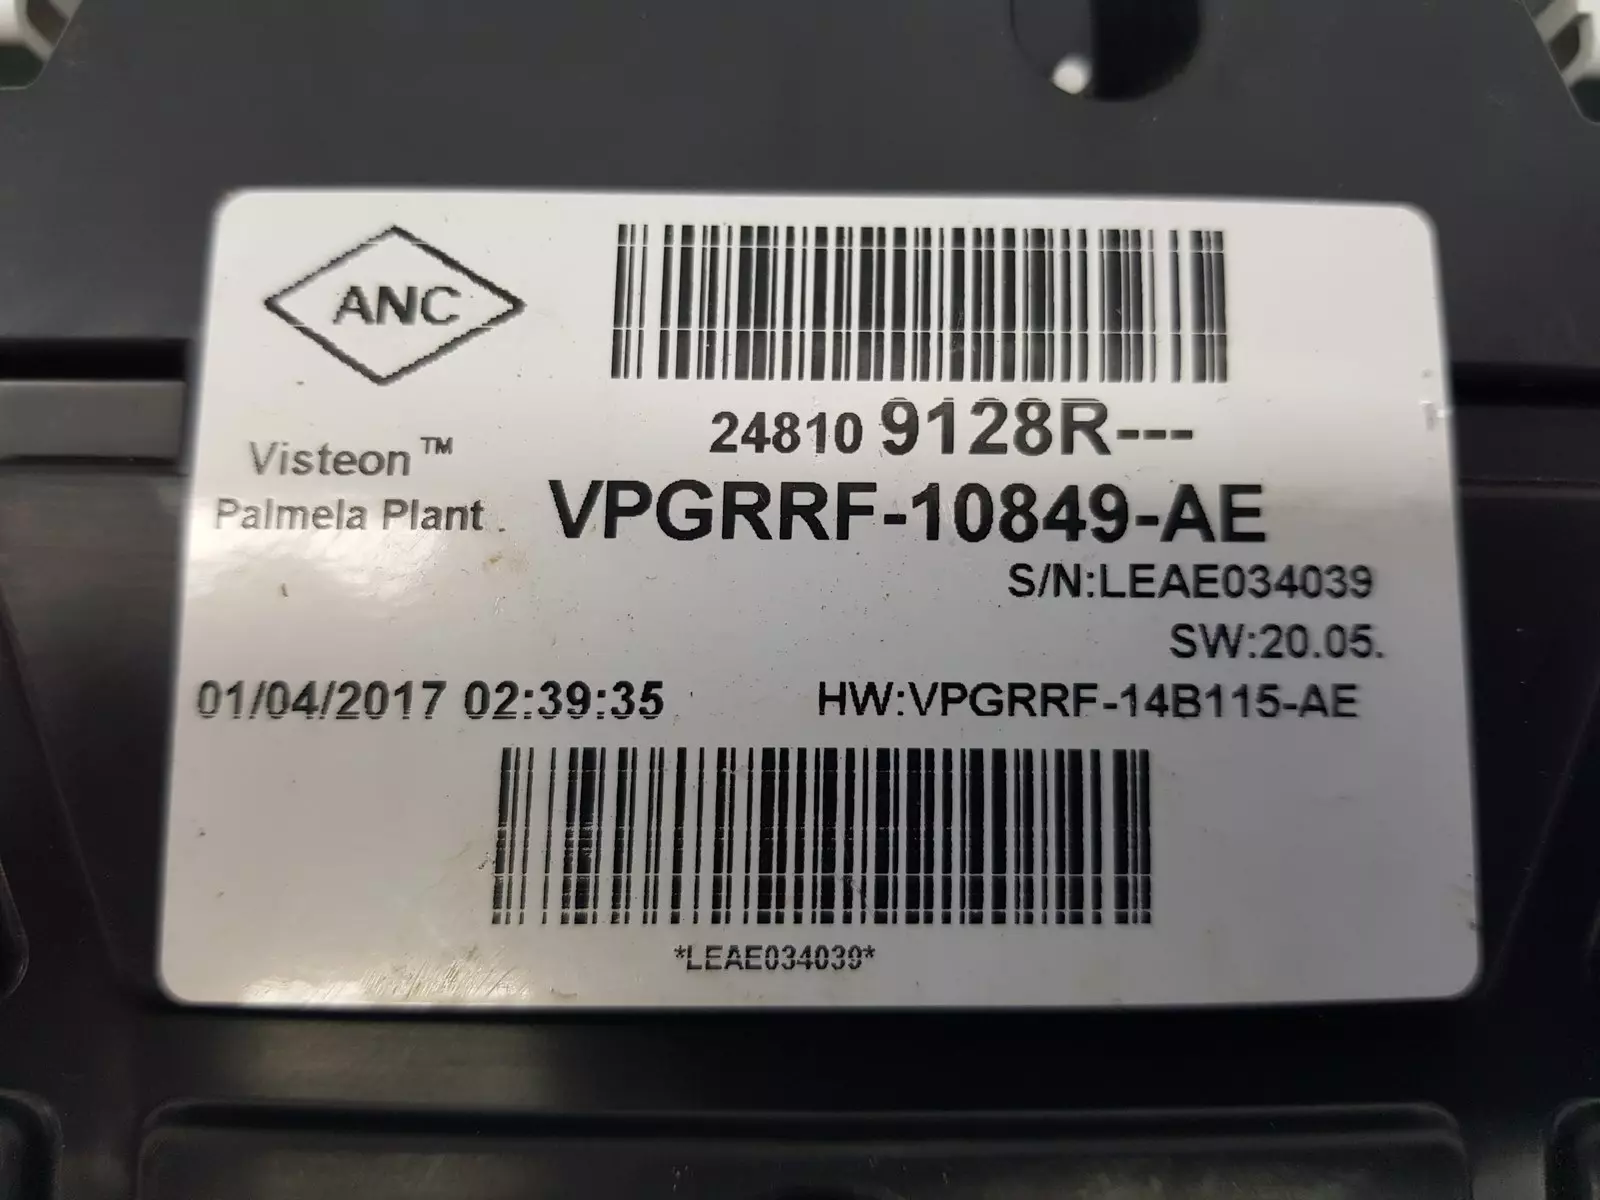 ANC
24810 9128R---
Visteon™
Palmela Plant
VPGRRF-10849-AE
S/N:LEAE034039
SW:20.05.
01/04/2017 02:39:35
HW:VPGRRF-14B115-AE
*LEAE034039*